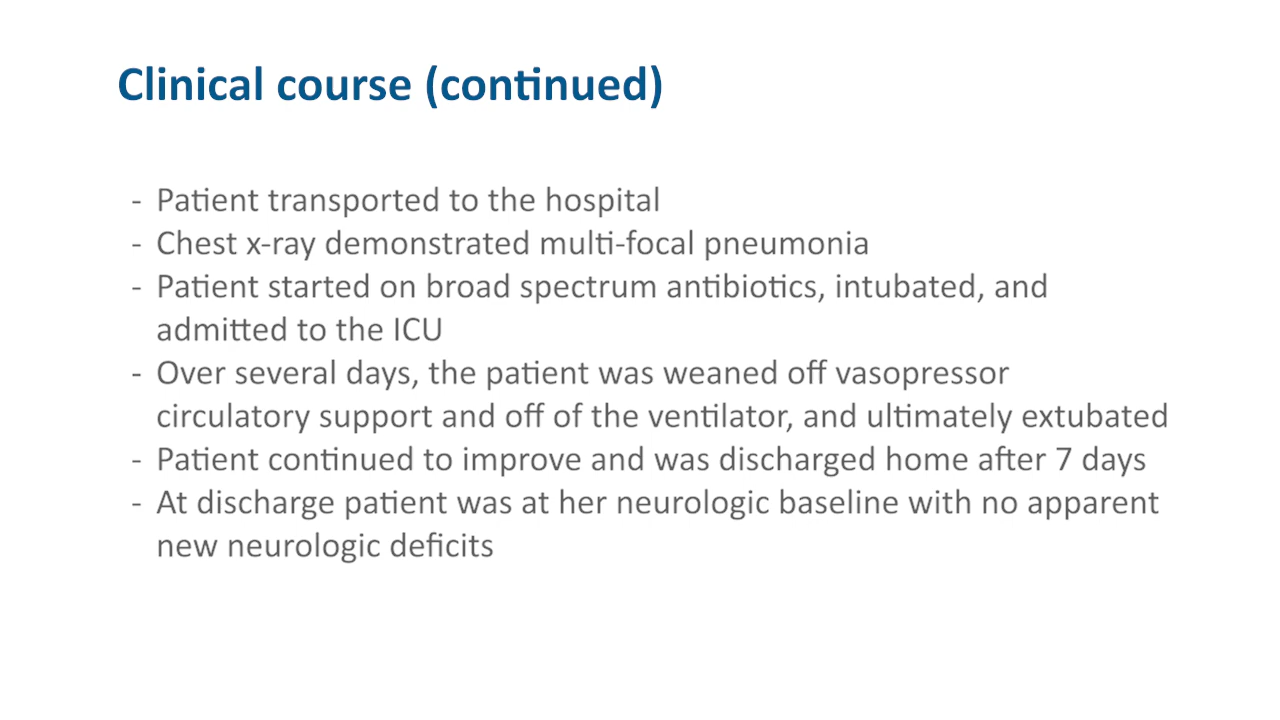 Clinical course (continued)
- Patient transported to the hospital
- Chest x-ray demonstrated multi-focal pneumonia
- Patient started on broad spectrum antibiotics, intubated, and
admitted to the ICU
- Over several days, the patient was weaned off vasopressor
circulatory support and off of the ventilator, and ultimately extubated
- Patient continued to improve and was discharged home after 7 days
- At discharge patient was at her neurologic baseline with no apparent
new neurologic deficits